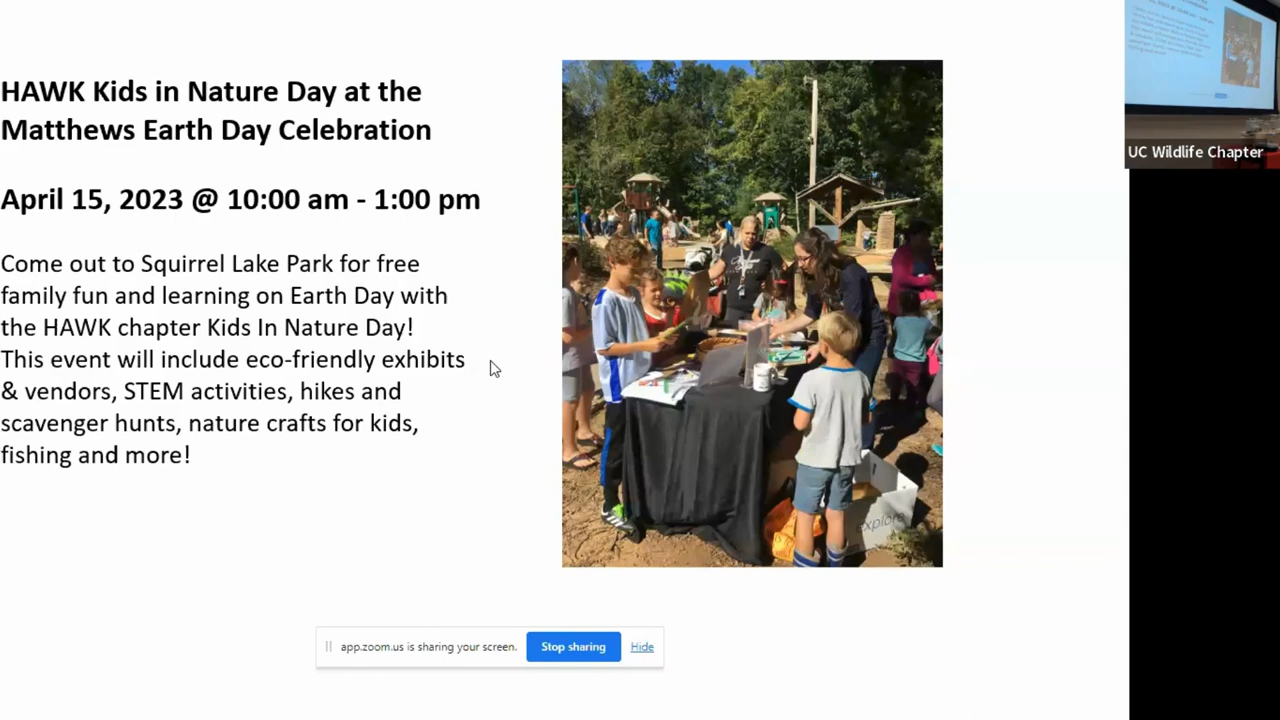 HAWK Kids in Nature Day at the
Matthews Earth Day Celebration
April 15, 2023 @ 10:00 am - 1:00 pm
Come out to Squirrel Lake Park for free
family fun and learning on Earth Day with
the HAWK chapter Kids In Nature Day!
This event will include eco-friendly exhibits
& vendors, STEM activities, hikes and
scavenger hunts, nature crafts for kids,
fishing and more!
explore
UC Wildlife Chapter
app.zoom.us is sharing your screen.
Stop sharing
Hide